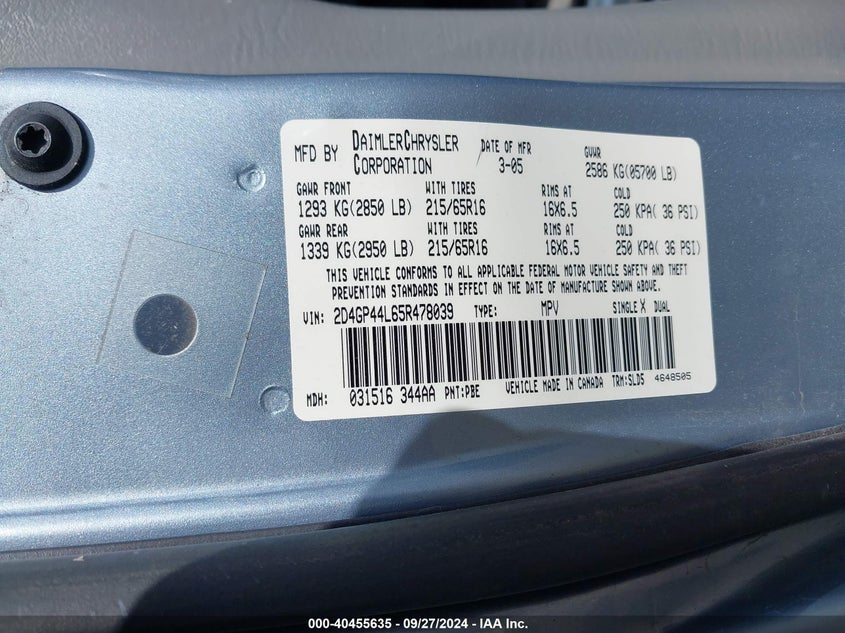 MFD BY DAIMLERCHRYSLER CORPORATION DATE OF MFR 3-05 GVWR 2586 KG(05700 LB)
GAWR FRONT WITH TIRES RIMS AT COLD
1293 KG(2850 LB) 215/65R16 16X6.5 250 KPA( 36 PSI)
GAWR REAR WITH TIRES RIMS AT COLD
1339 KG(2950 LB) 215/65R16 16X6.5 250 KPA( 36 PSI)
THIS VEHICLE CONFORMS TO ALL APPLICABLE FEDERAL MOTOR VEHICLE SAFETY AND THEFT
PREVENTION STANDARDS IN EFFECT ON THE DATE OF MANUFACTURE SHOWN ABOVE.
VIN: 2D4GP44L65R478039 TYPE: MPV SINGLE X DUAL
MDH: 031516 344AA PNT:PBE VEHICLE MADE IN CANADA TRM:SLDS 4648505
000-40455635 - 09/27/2024 - IAA Inc.